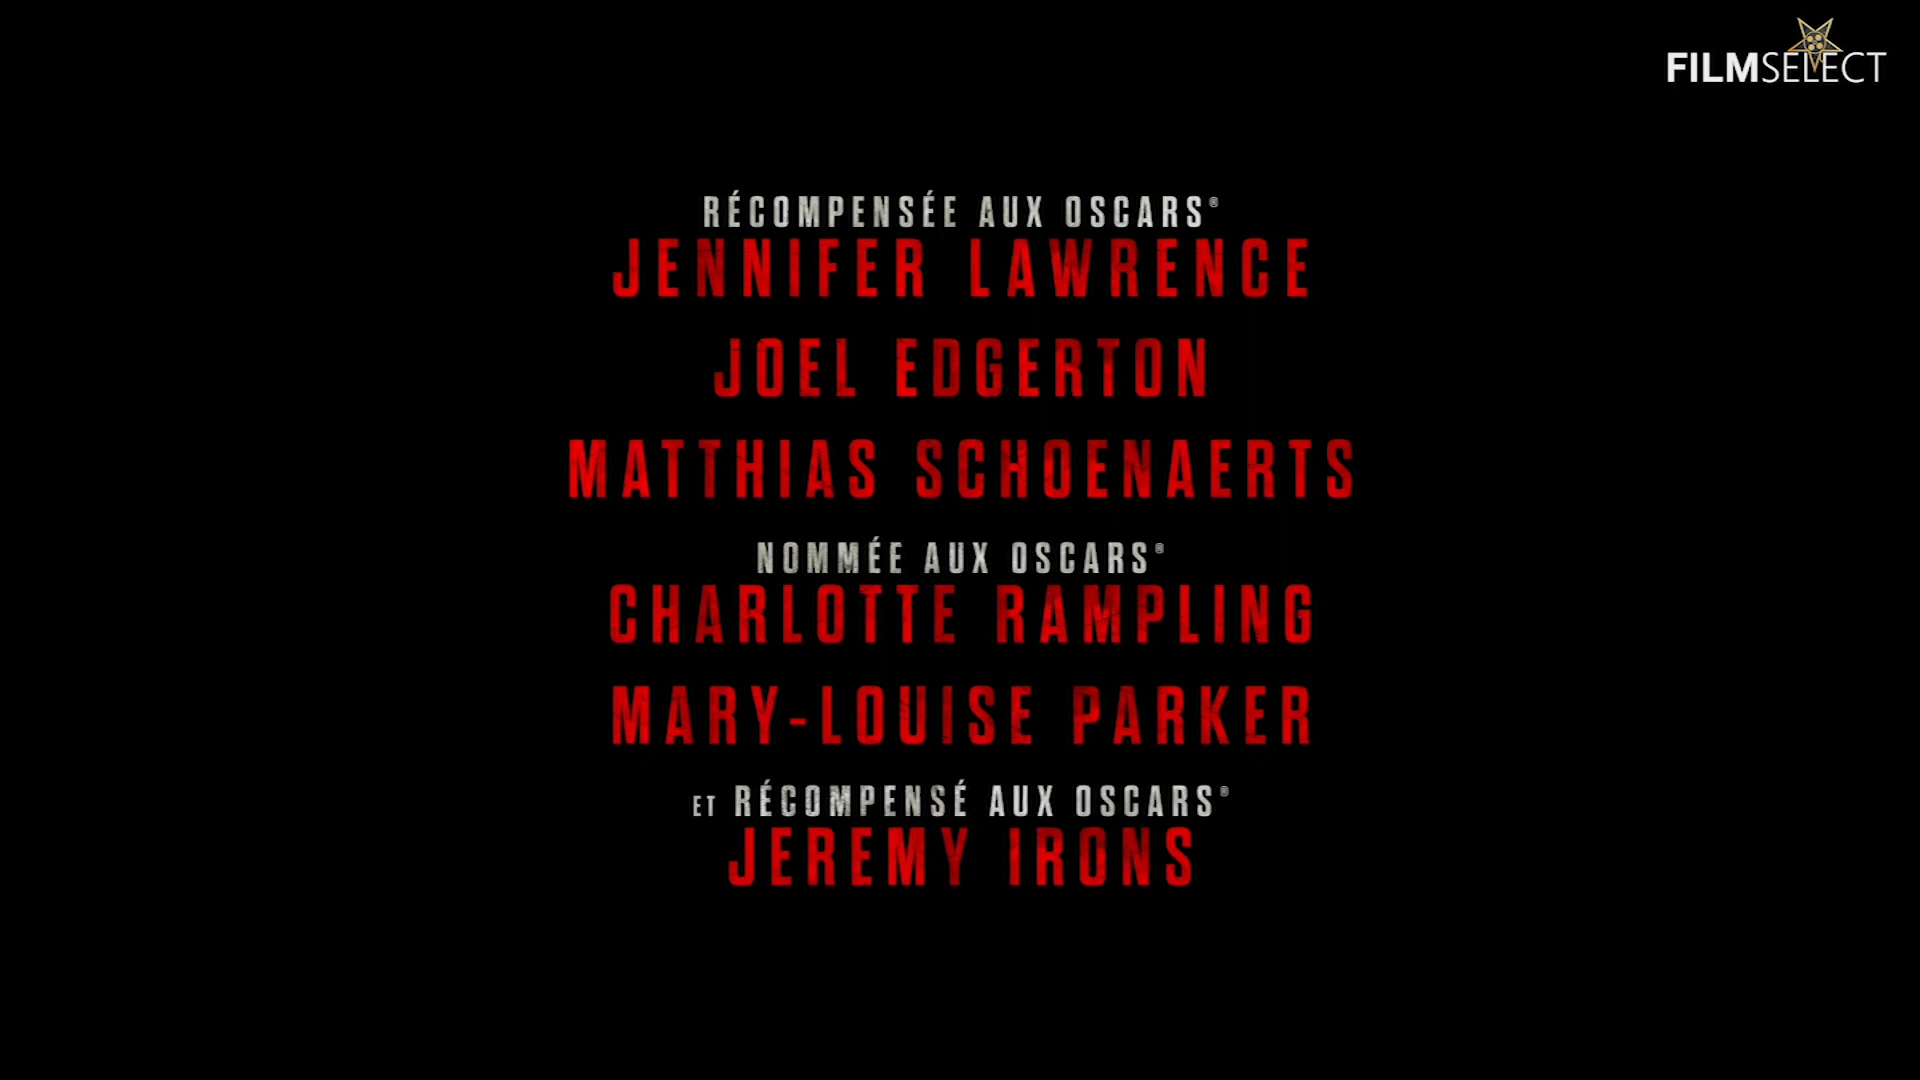 FILMSELECT
RÉCOMPENSÉE AUX OSCARS®
JENNIFER LAWRENCE
JOEL EDGERTON
MATTHIAS SCHOENAERTS
NOMMÉE AUX OSCARS®
CHARLOTTE RAMPLING
MARY-LOUISE PARKER
ET RÉCOMPENSÉ AUX OSCARS®
JEREMY IRONS